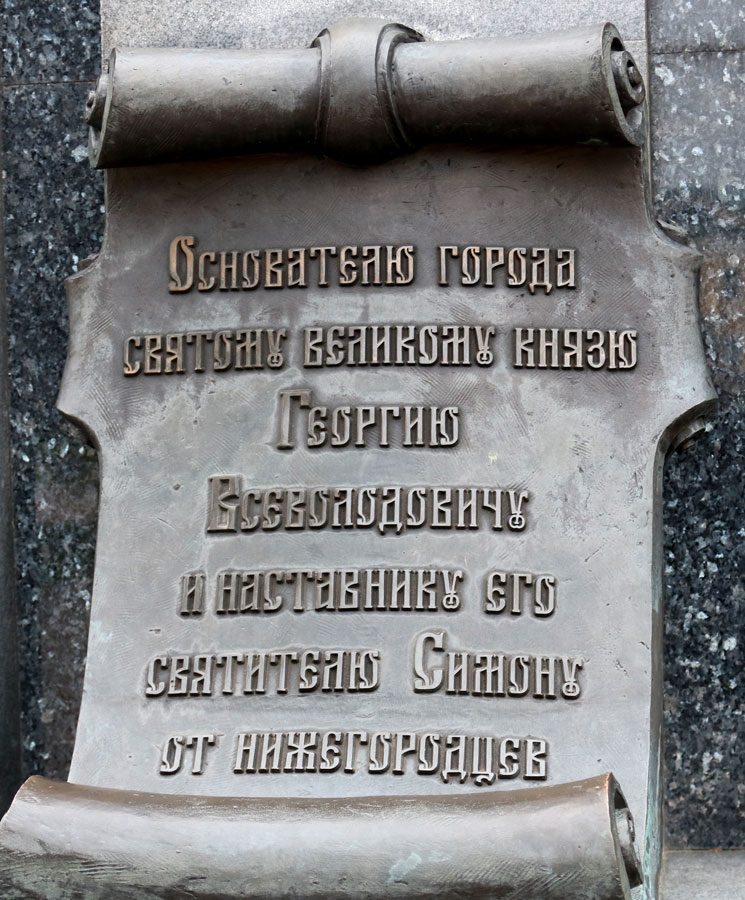 Основателю города
святому великому князю
Георгию
Всеволодовичу
и наставнику его
святителю Симону
от нижегородцев